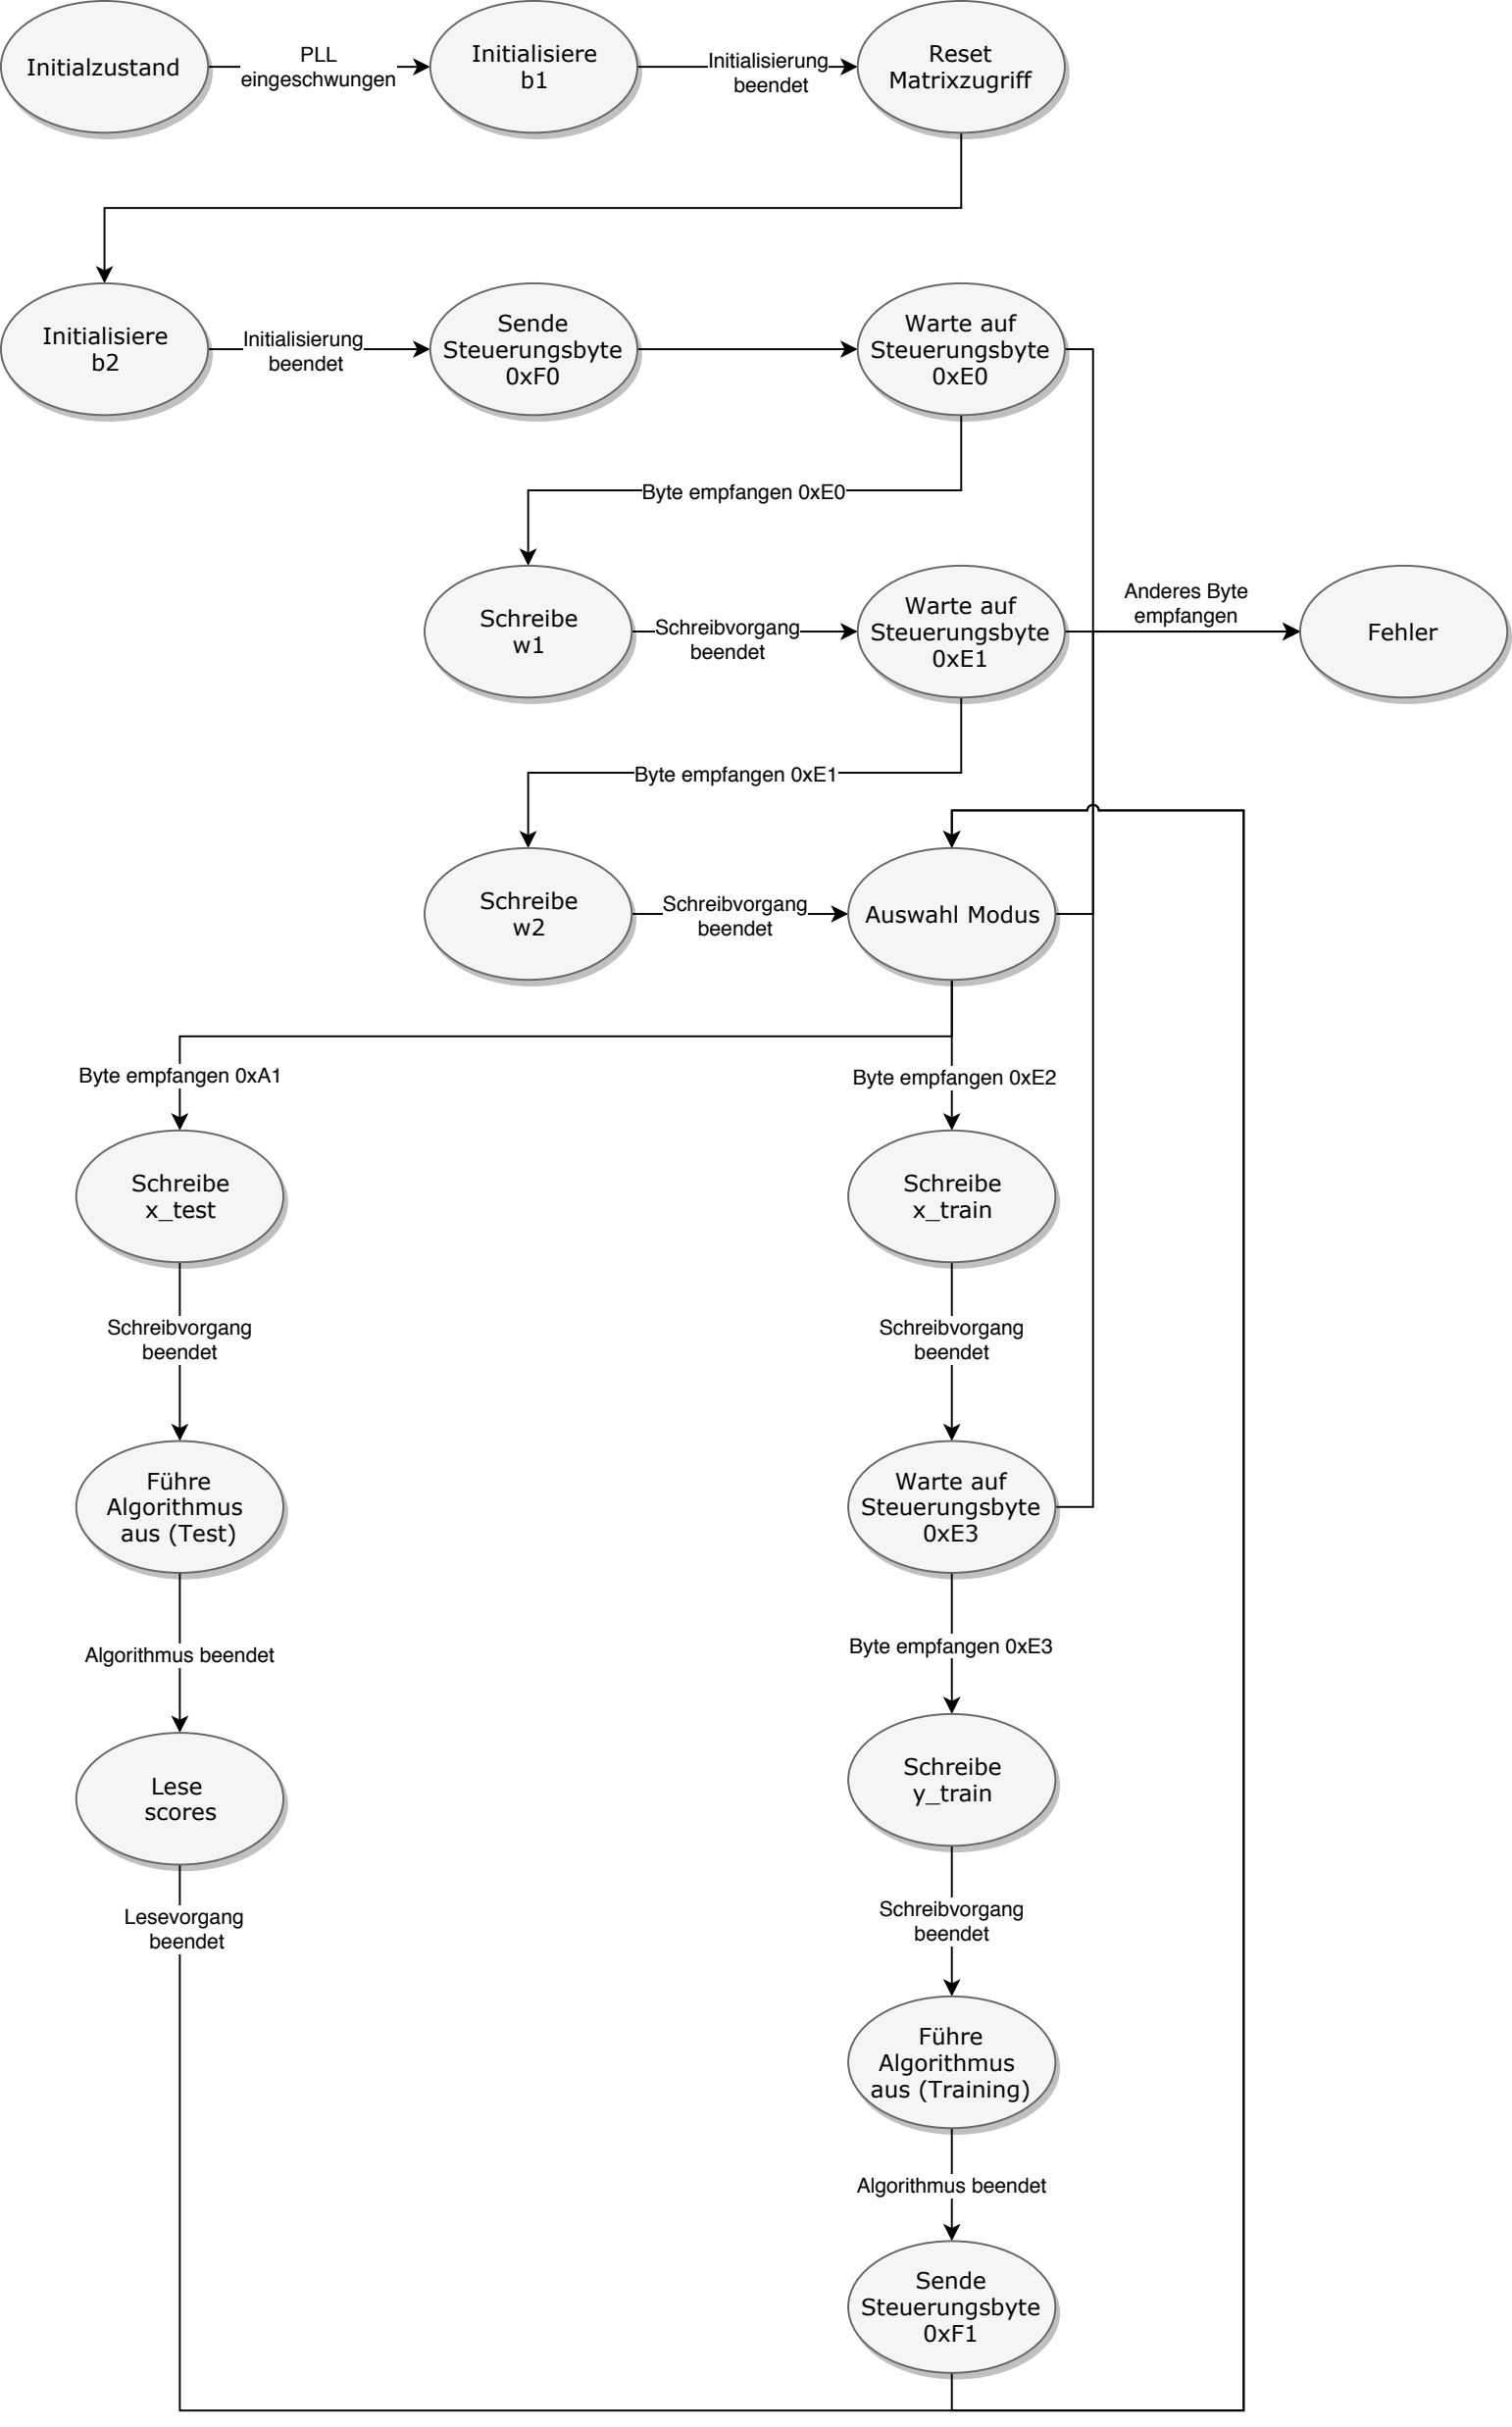 Initialzustand
PLL
eingeschwungen
Initialisiere
b1
Initialisierung
beendet
Reset
Matrixzugriff
Initialisiere
b2
Initialisierung
beendet
Sende
Steuerungsbyte
0xF0
Warte auf
Steuerungsbyte
0xE0
Byte empfangen 0xE0
Schreibe
w1
Schreibvorgang
beendet
Warte auf
Steuerungsbyte
0xE1
Anderes Byte
empfangen
Fehler
Byte empfangen 0xE1
Schreibe
w2
Schreibvorgang
beendet
Auswahl Modus
Byte empfangen 0xA1
Byte empfangen 0xE2
Schreibe
x_test
Schreibe
x_train
Schreibvorgang
beendet
Schreibvorgang
beendet
Führe
Algorithmus
aus (Test)
Warte auf
Steuerungsbyte
0xE3
Algorithmus beendet
Byte empfangen 0xE3
Lese
scores
Schreibe
y_train
Lesevorgang
beendet
Schreibvorgang
beendet
Führe
Algorithmus
aus (Training)
Algorithmus beendet
Sende
Steuerungsbyte
0xF1